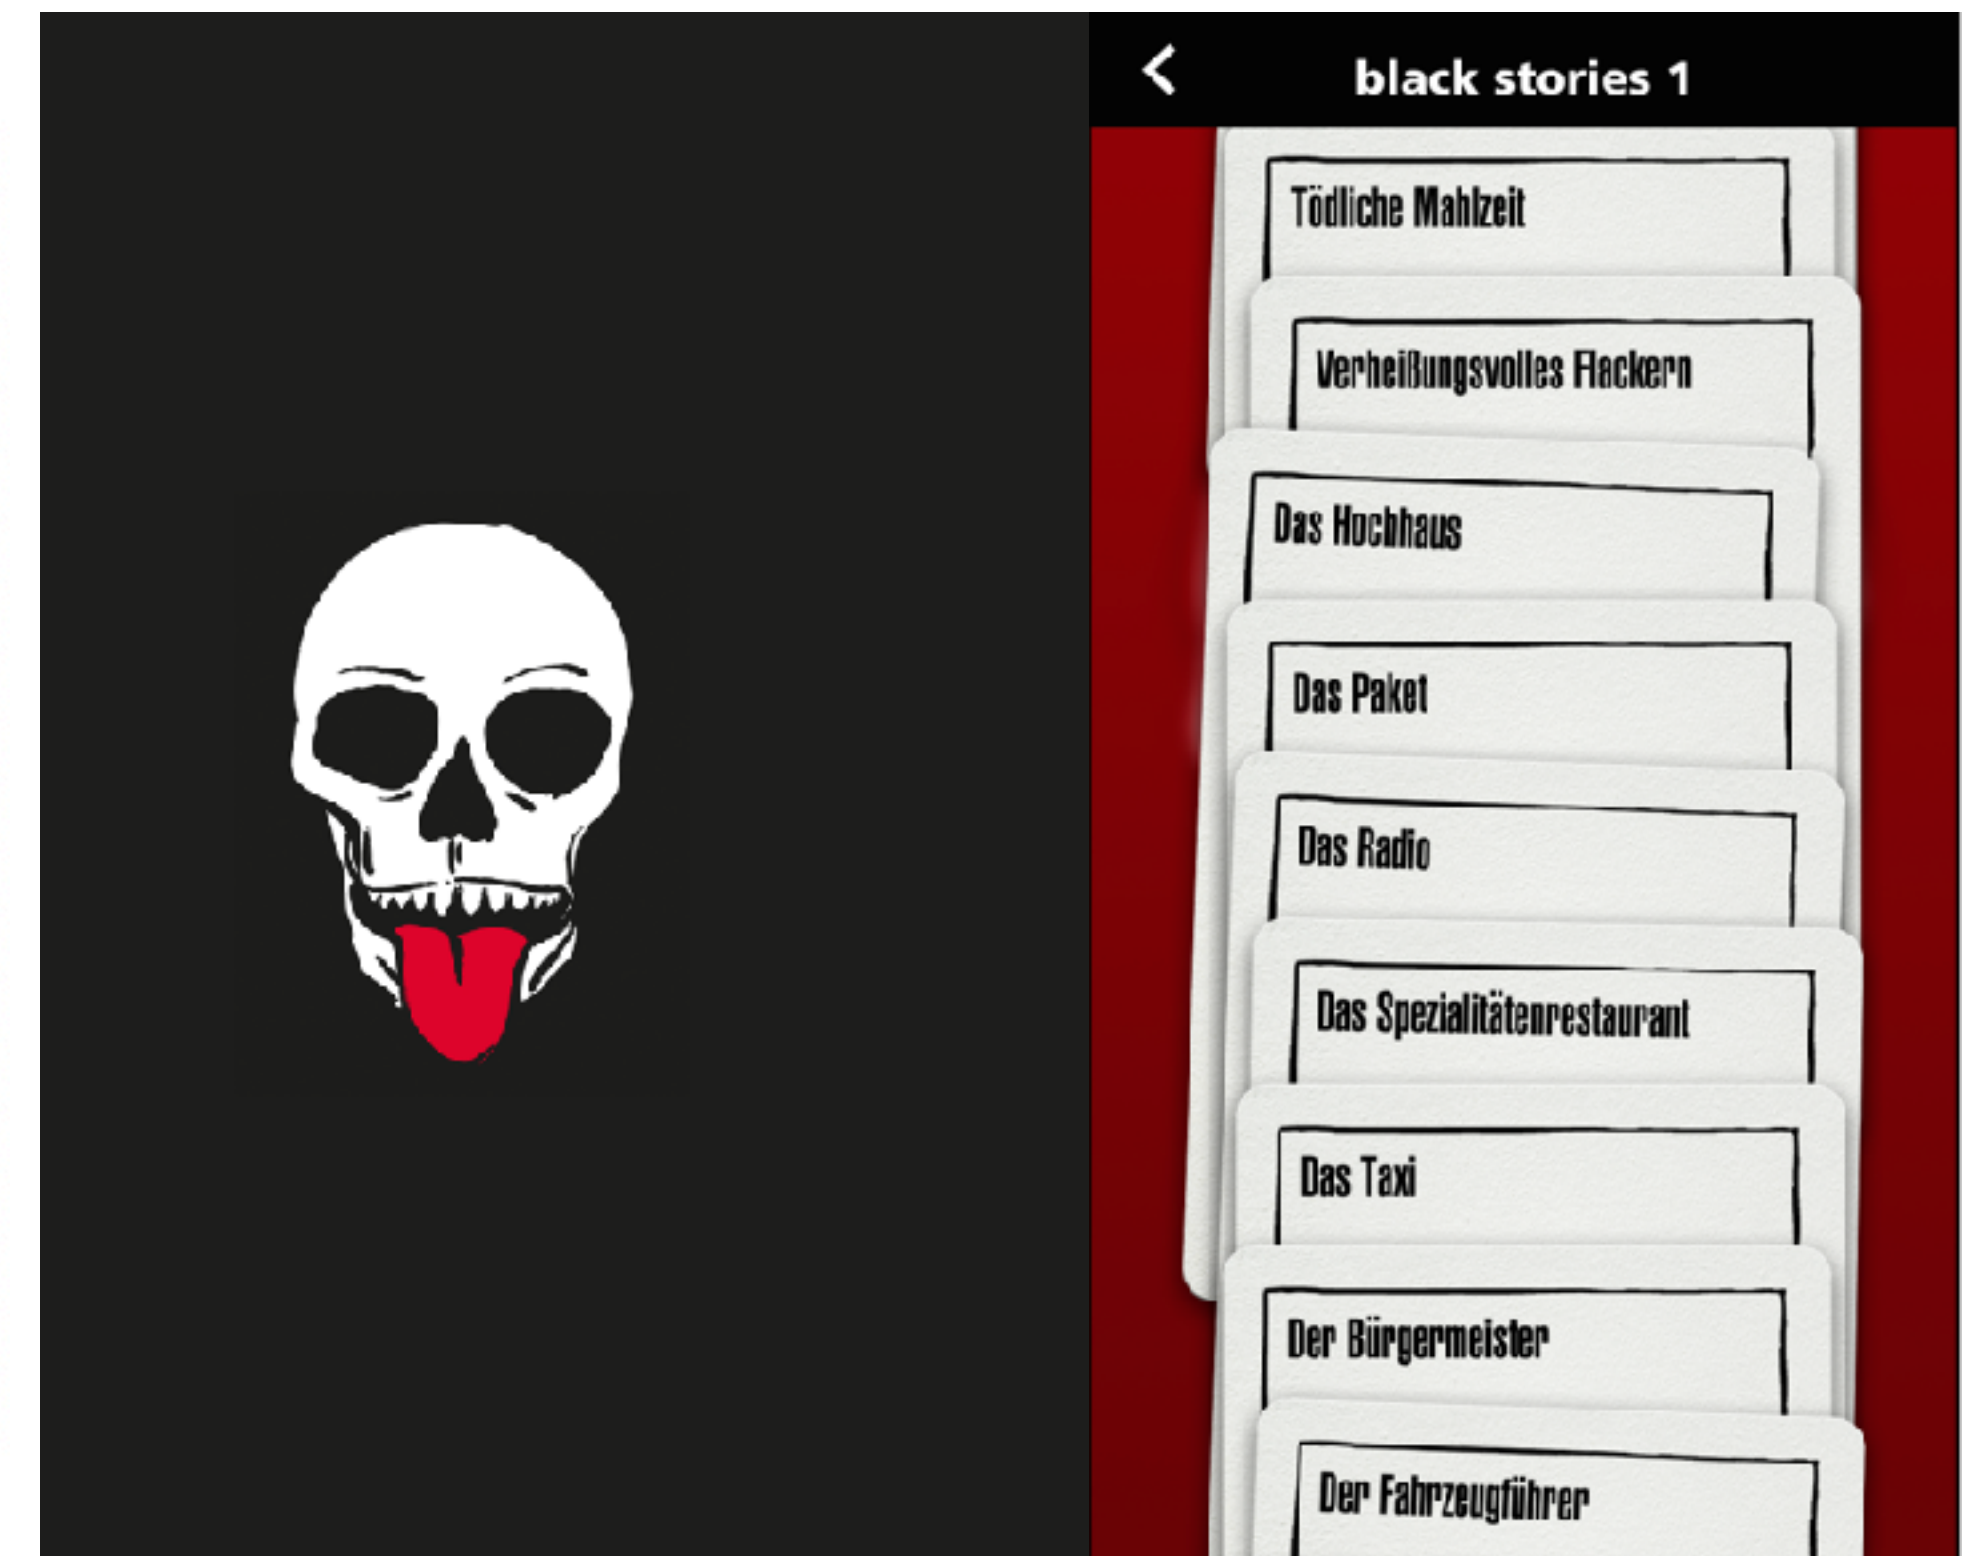 black stories 1
Tödliche Mahlzeit
Verheißungsvolles Flackern
Das Hochhaus
Das Paket
Das Radio
Das Spezialitätenrestaurant
Das Taxi
Der Bürgermeister
Der Fahrzeugführer